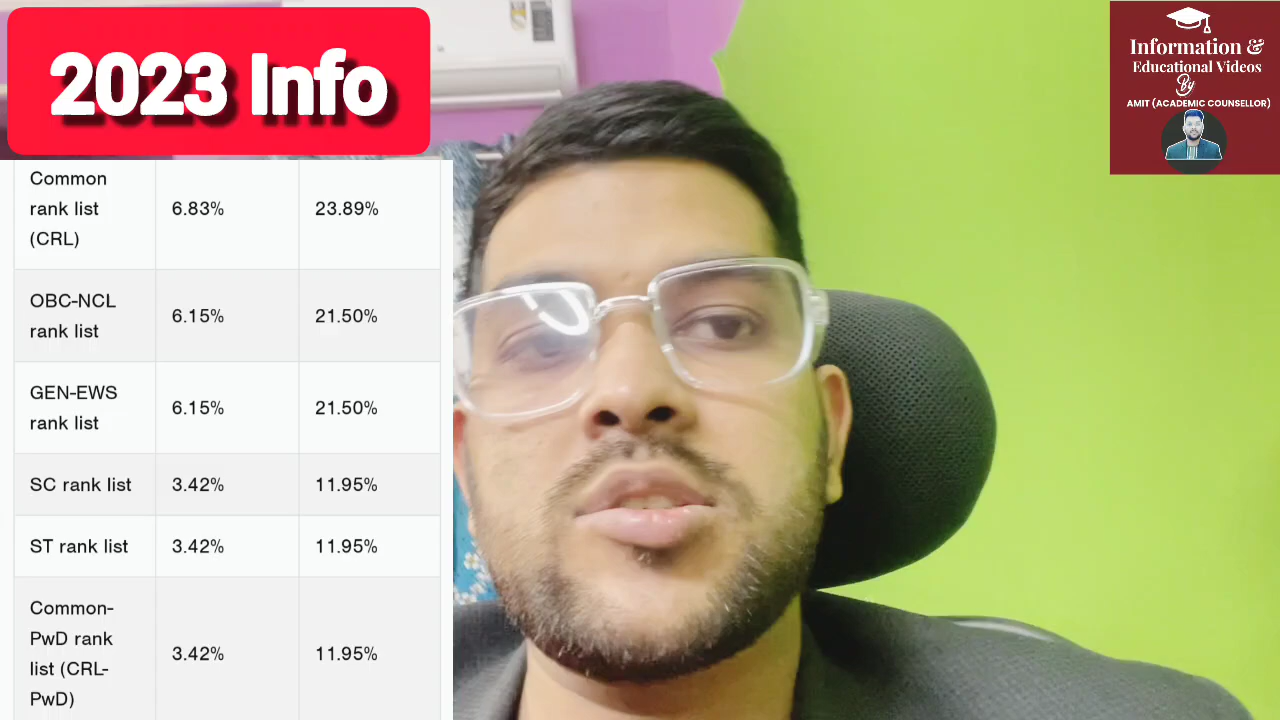 2023 Info
Information &
Educational Videos
By
AMIT (ACADEMIC COUNSELLOR)
Common
rank list
(CRL)
6.83%
23.89%
OBC-NCL
rank list
6.15%
21.50%
GEN-EWS
rank list
6.15%
21.50%
SC rank list
3.42%
11.95%
ST rank list
3.42%
11.95%
Common-
PwD rank
list (CRL-
PwD)
3.42%
11.95%